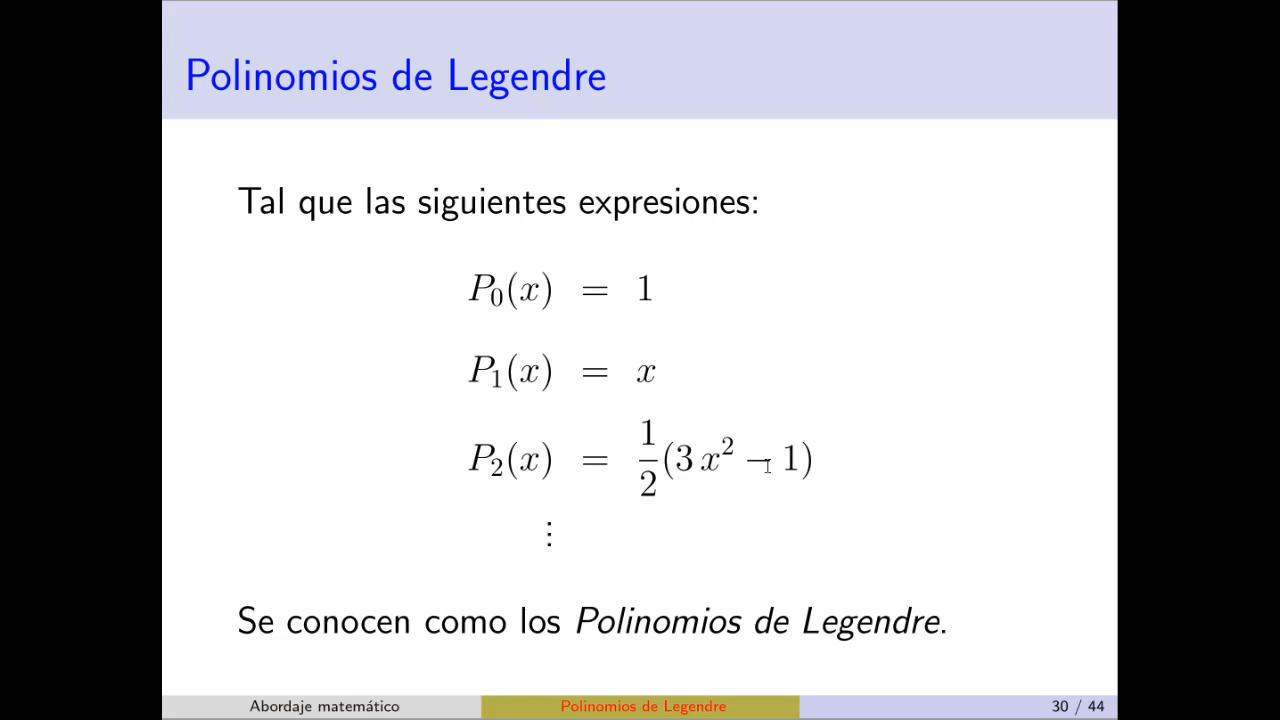 Polinomios de Legendre
Tal que las siguientes expresiones:
P₀(x) = 1
P₁(x) = x
P₂(x) = 1/2 (3 x² − 1)
⋮
Se conocen como los Polinomios de Legendre.
Abordaje matemático Polinomios de Legendre 30 / 44